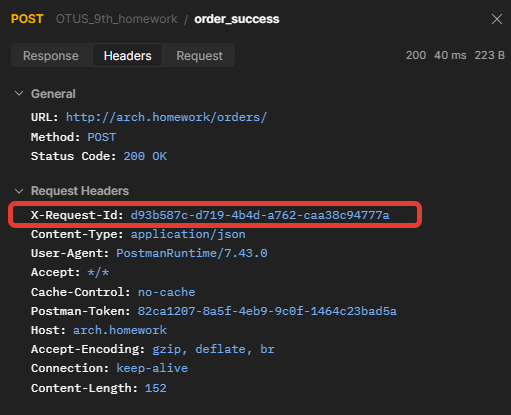 POST OTUS_9th_homework / order_success
Response Headers Request 200 40 ms 223 B
General
URL: http://arch.homework/orders/
Method: POST
Status Code: 200 OK
Request Headers
X-Request-Id: d93b587c-d719-4b4d-a762-caa38c94777a
Content-Type: application/json
User-Agent: PostmanRuntime/7.43.0
Accept: */*
Cache-Control: no-cache
Postman-Token: 82ca1207-8a5f-4eb9-9c0f-1464c23bad5a
Host: arch.homework
Accept-Encoding: gzip, deflate, br
Connection: keep-alive
Content-Length: 152